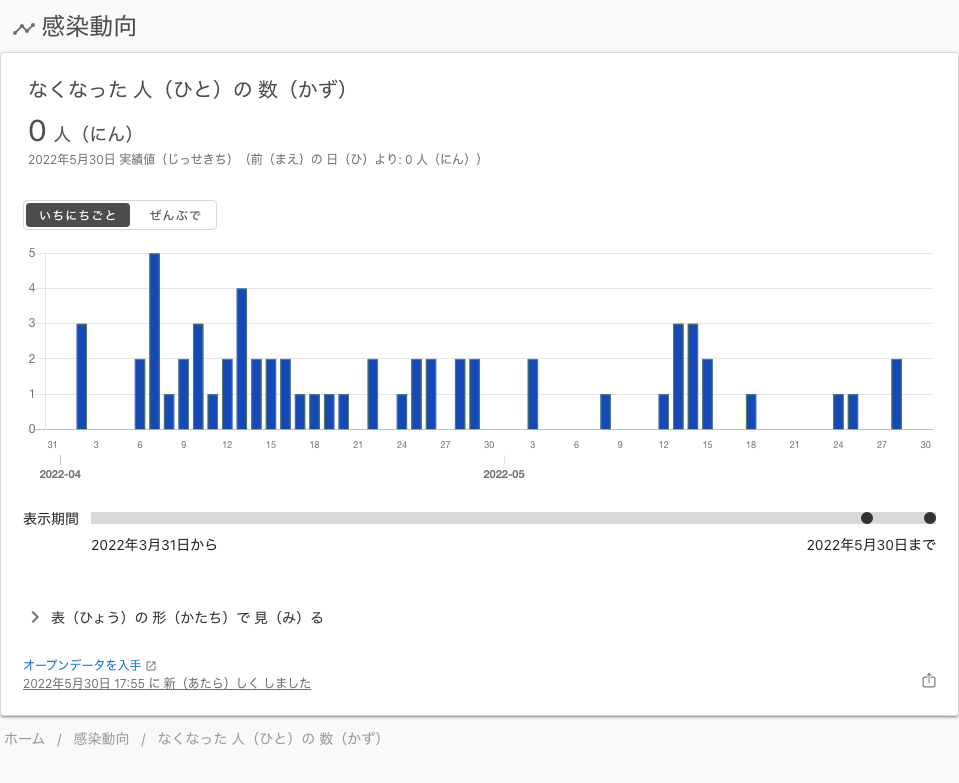 感染動向
なくなった 人（ひと）の 数（かず）
0 人（にん）
2022年5月30日 実績値（じっせきち）（前（まえ）の 日（ひ）より: 0 人（にん））
いちにちごと ぜんぶで
5
4
3
2
1
0
31 3 6 9 12 15 18 21 24 27 30 3 6 9 12 15 18 21 24 27 30
2022-04 2022-05
表示期間
2022年3月31日から 2022年5月30日まで
表（ひょう）の 形（かたち）で 見（み）る
オープンデータを入手
2022年5月30日 17:55 に 新（あたら）しく しました
ホーム / 感染動向 / なくなった 人（ひと）の 数（かず）